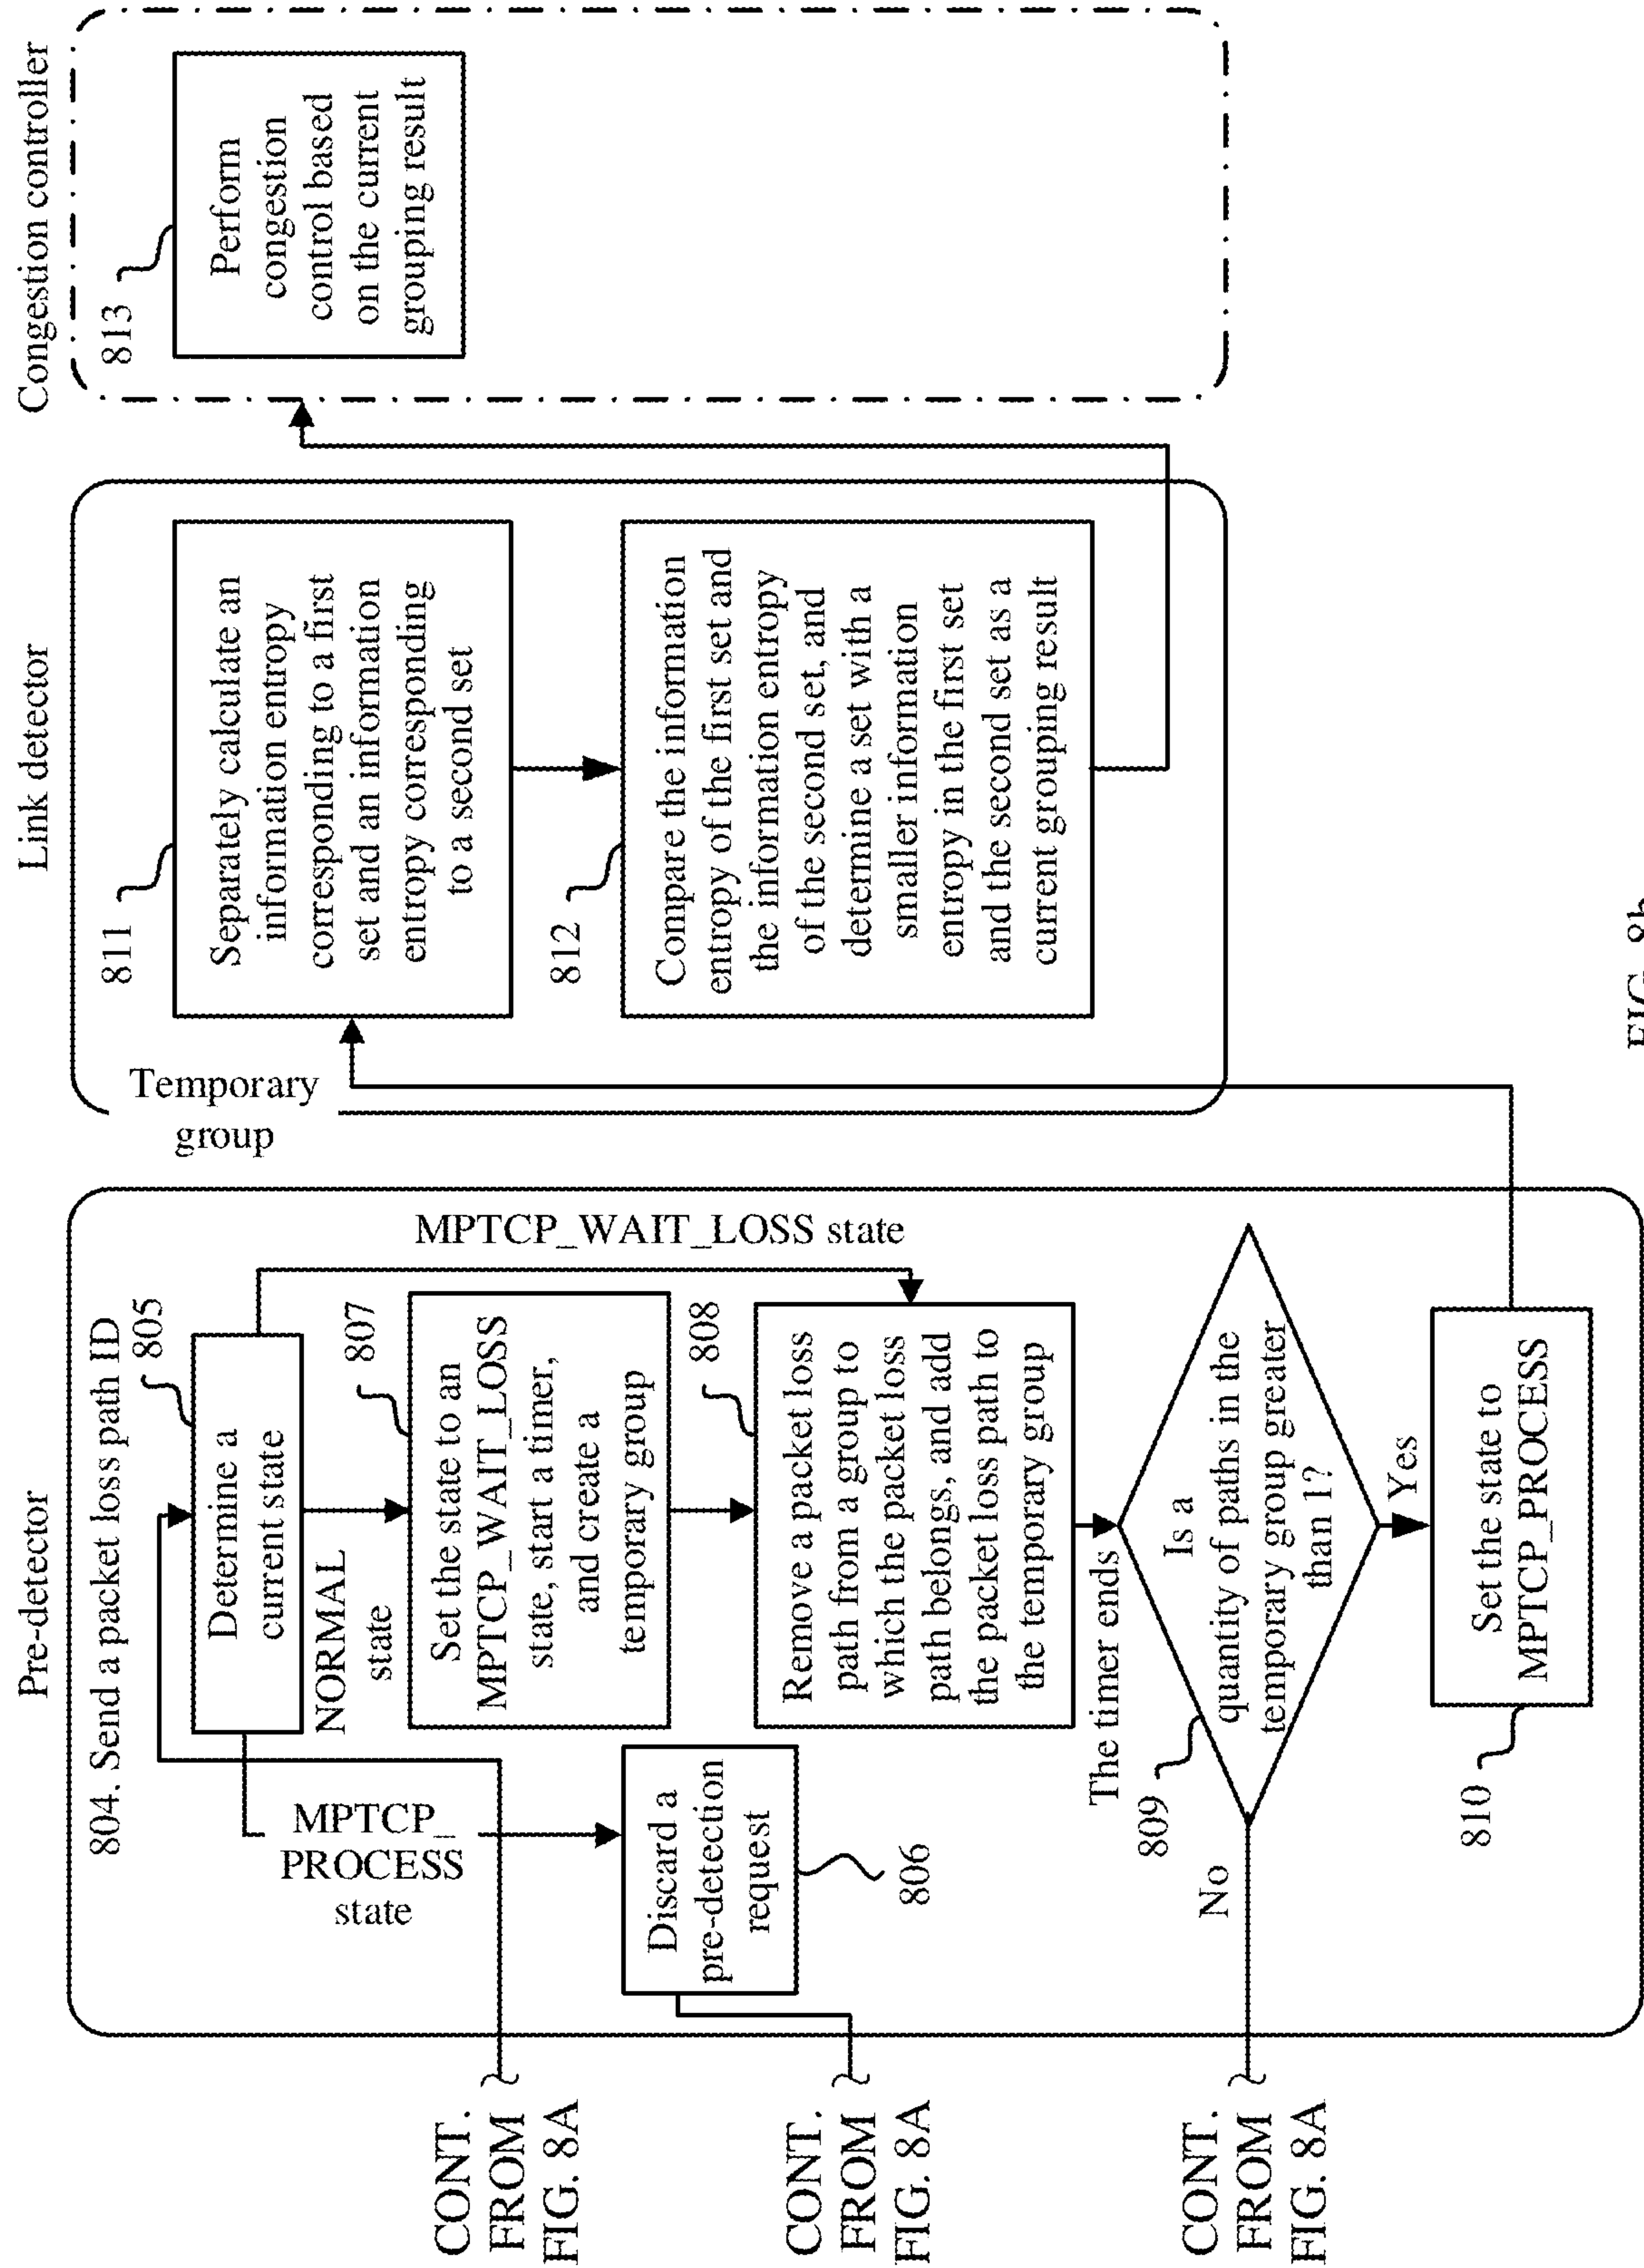 Pre-detector
804. Send a packet loss path ID
805
Determine a
current state
MPTCP_WAIT_LOSS state
MPTCP_
PROCESS
state
NORMAL
state
807
Set the state to an
MPTCP_WAIT_LOSS
state, start a timer,
and create a
temporary group
Discard a
pre-detection
request
806
808
Remove a packet loss
path from a group to
which the packet loss
path belongs, and add
the packet loss path to
the temporary group
The timer ends
809
Is a
quantity of paths in the
temporary group greater
than 1?
No
Yes
810
Set the state to
MPTCP_PROCESS
CONT.
FROM
FIG. 8A
CONT.
FROM
FIG. 8A
CONT.
FROM
FIG. 8A
Link detector
Temporary
group
811
Separately calculate an
information entropy
corresponding to a first
set and an information
entropy corresponding
to a second set
812
Compare the information
entropy of the first set and
the information entropy
of the second set, and
determine a set with a
smaller information
entropy in the first set
and the second set as a
current grouping result
Congestion controller
813
Perform
congestion
control based
on the current
grouping result
FIG. 8b